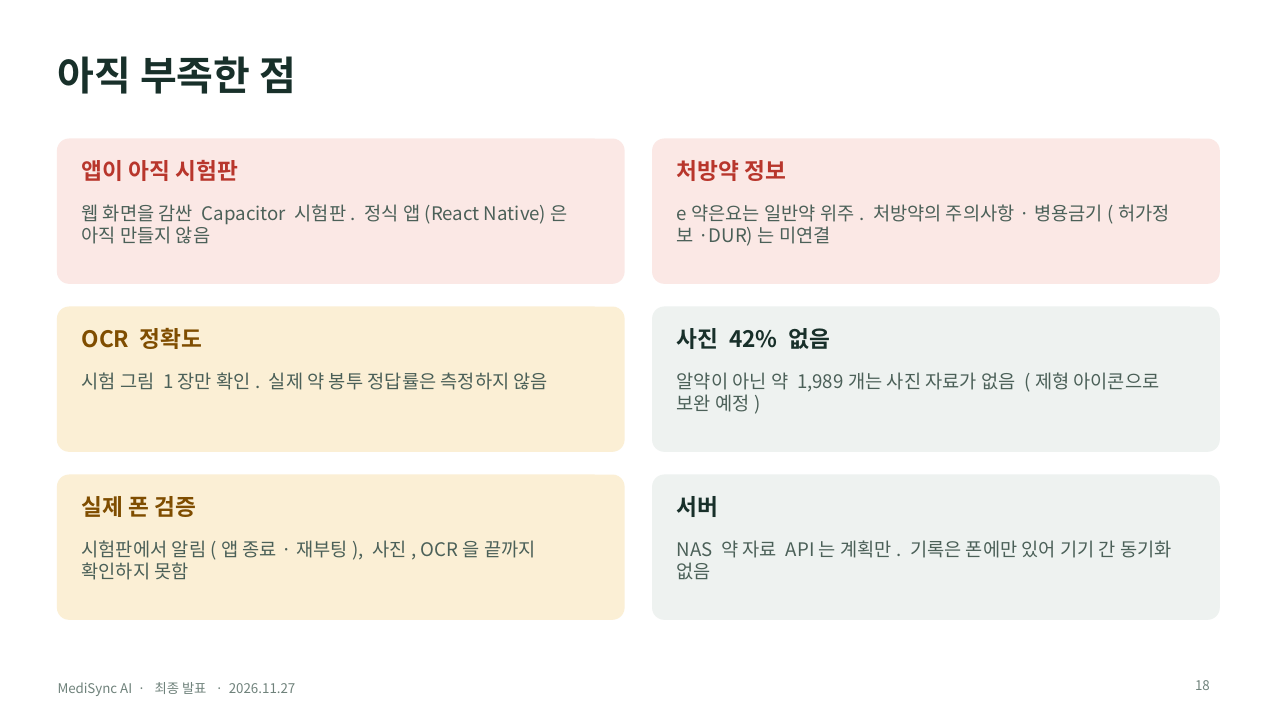 아직 부족한 점
앱이 아직 시험판
웹 화면을 감싼 Capacitor 시험판 . 정식 앱 (React Native) 은
아직 만들지 않음
처방약 정보
e 약은요는 일반약 위주 . 처방약의 주의사항 · 병용금기 ( 허가정
보 ·DUR) 는 미연결
OCR 정확도
시험 그림 1 장만 확인 . 실제 약 봉투 정답률은 측정하지 않음
사진 42% 없음
알약이 아닌 약 1,989 개는 사진 자료가 없음 ( 제형 아이콘으로
보완 예정 )
실제 폰 검증
시험판에서 알림 ( 앱 종료 · 재부팅 ), 사진 , OCR 을 끝까지
확인하지 못함
서버
NAS 약 자료 API 는 계획만 . 기록은 폰에만 있어 기기 간 동기화
없음
MediSync AI · 최종 발표 · 2026.11.27
18